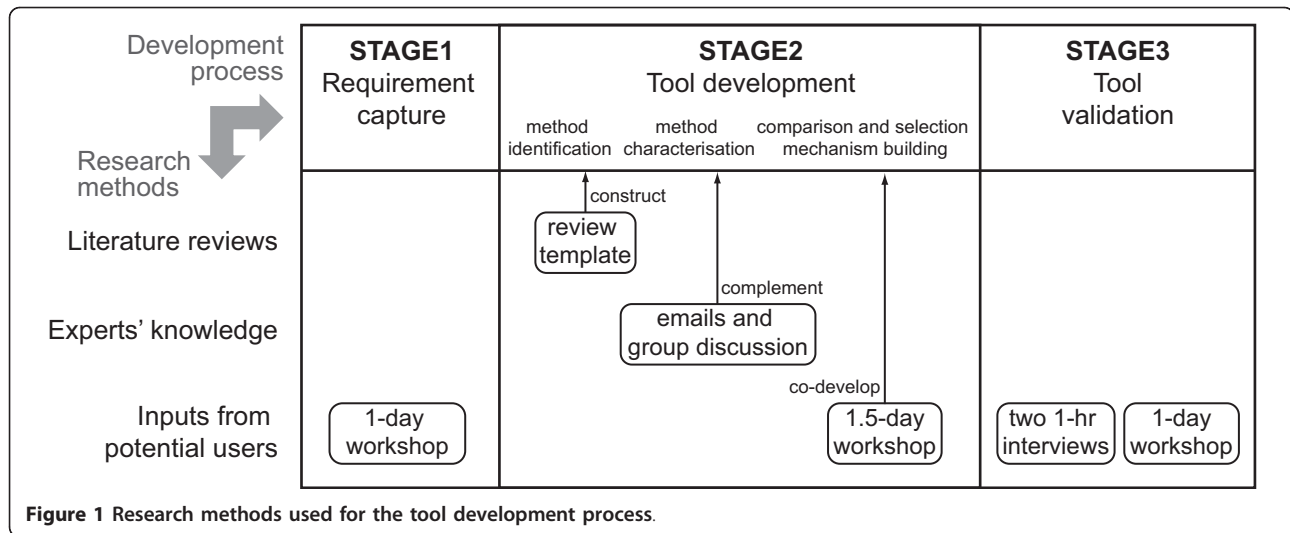 Development
process
Research
methods
STAGE1
Requirement
capture
STAGE2
Tool development
method
identification
method
characterisation
comparison and selection
mechanism building
STAGE3
Tool
validation
Literature reviews
construct
review
template
Experts' knowledge
complement
emails and
group discussion
Inputs from
potential users
1-day
workshop
co-develop
1.5-day
workshop
two 1-hr
interviews
1-day
workshop
Figure 1 Research methods used for the tool development process.